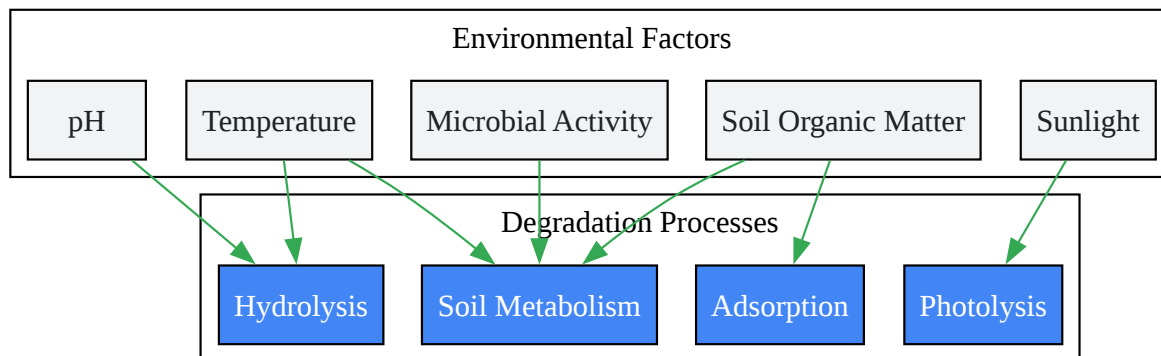 Environmental Factors
pH
Temperature
Microbial Activity
Soil Organic Matter
Sunlight
Degradation Processes
Hydrolysis
Soil Metabolism
Adsorption
Photolysis